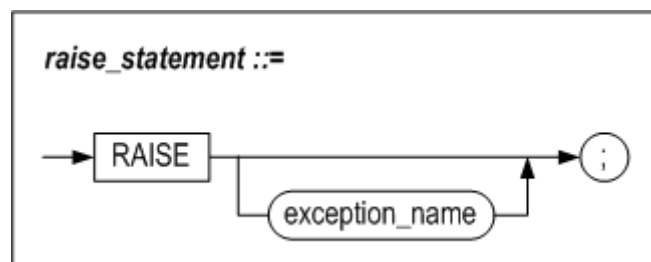 raise_statement ::=
RAISE
;
exception_name